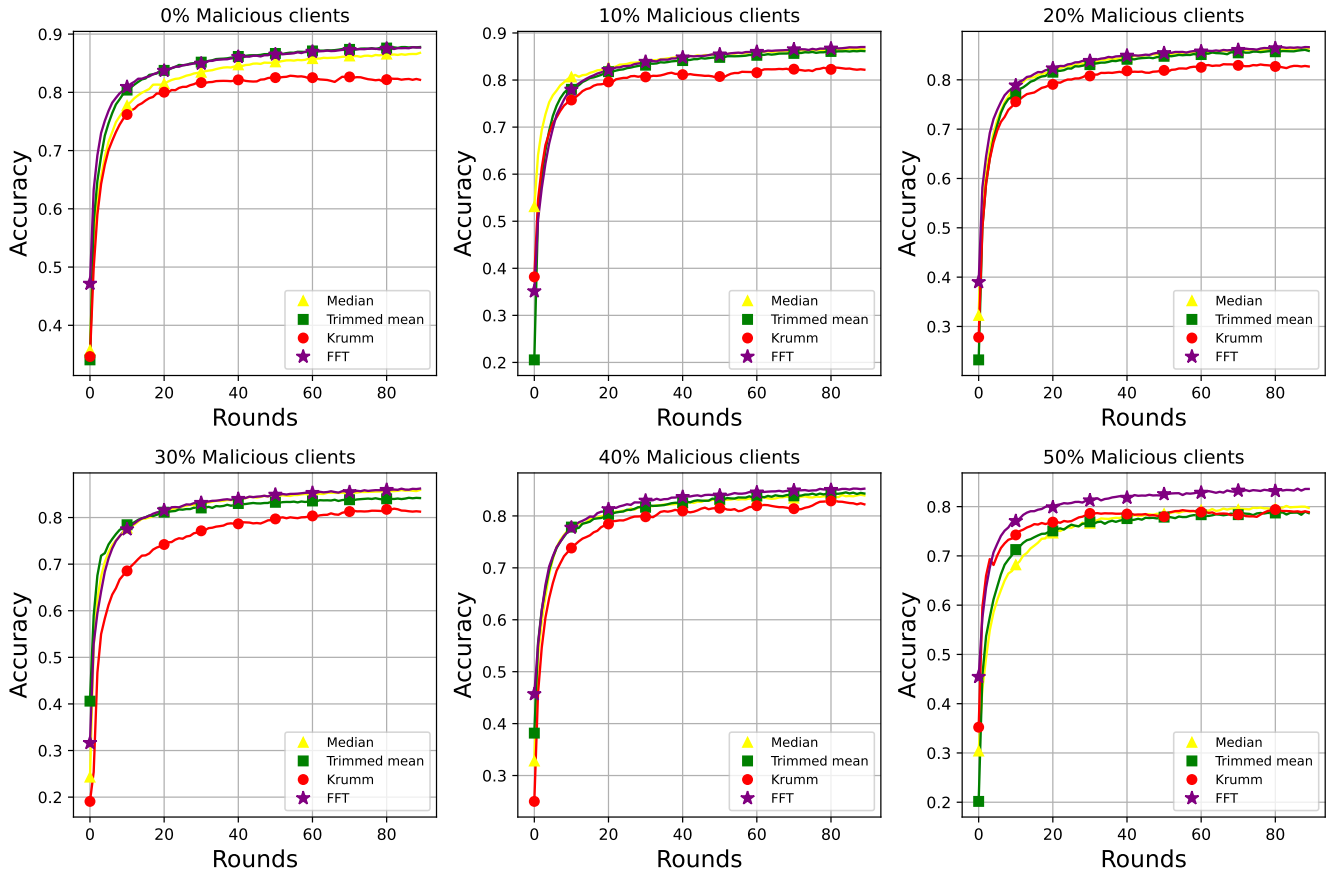 0% Malicious clients
0.9
0.8
0.7
0.6
0.5
0.4
Accuracy
Median
Trimmed mean
Krumm
FFT
0 20 40 60 80
Rounds
10% Malicious clients
0.9
0.8
0.7
0.6
0.5
0.4
0.3
0.2
Accuracy
Median
Trimmed mean
Krumm
FFT
0 20 40 60 80
Rounds
20% Malicious clients
0.8
0.7
0.6
0.5
0.4
0.3
Accuracy
Median
Trimmed mean
Krumm
FFT
0 20 40 60 80
Rounds
30% Malicious clients
0.8
0.7
0.6
0.5
0.4
0.3
0.2
Accuracy
Median
Trimmed mean
Krumm
FFT
0 20 40 60 80
Rounds
40% Malicious clients
0.8
0.7
0.6
0.5
0.4
0.3
Accuracy
Median
Trimmed mean
Krumm
FFT
0 20 40 60 80
Rounds
50% Malicious clients
0.8
0.7
0.6
0.5
0.4
0.3
0.2
Accuracy
Median
Trimmed mean
Krumm
FFT
0 20 40 60 80
Rounds